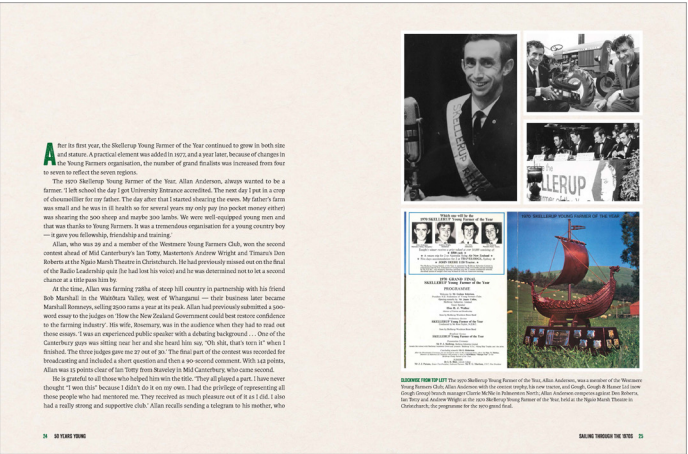 After its first year, the Skellerup Young Farmer of the Year continued to grow in both size
and stature. A practical element was added in 1972, and a year later, because of changes in
the Young Farmers organisation, the number of grand finalists was increased from four
to seven to reflect the seven regions.
The 1970 Skellerup Young Farmer of the Year, Allan Anderson, always wanted to be a
farmer. 'I left school the day I got University Entrance accredited. The next day I put in a crop
of choumoellier for my father. The day after that I started shearing the ewes. My father's farm
was small and he was in ill health so for several years my only pay (no pocket money either)
was shearing the 500 sheep and maybe 300 lambs. We were well-equipped young men and
that was thanks to Young Farmers. It was a tremendous organisation for a young country boy
— it gave you fellowship, friendship and training.'
Allan, who was 29 and a member of the Westmere Young Farmers Club, won the second
contest ahead of Mid Canterbury's Ian Totty, Masterton's Andrew Wright and Timaru's Don
Roberts at the Ngaio Marsh Theatre in Christchurch. He had previously missed out on the final
of the Radio Leadership quiz (he had lost his voice) and he was determined not to let a second
chance at a title pass him by.
At the time, Allan was farming 728ha of steep hill country in partnership with his friend
Bob Marshall in the Waitōtara Valley, west of Whanganui — their business later became
Marshall Romneys, selling 2500 rams a year at its peak. Allan had previously submitted a 500-
word essay to the judges on 'How the New Zealand Government could best restore confidence
to the farming industry'. His wife, Rosemary, was in the audience when they had to read out
these essays. 'I was an experienced public speaker with a debating background . . . One of the
Canterbury guys was sitting near her and she heard him say, "Oh shit, that's torn it" when I
finished. The three judges gave me 27 out of 30.' The final part of the contest was recorded for
broadcasting and included a short question and then a 90-second comment. With 142 points,
Allan was 15 points clear of Ian Totty from Staveley in Mid Canterbury, who came second.
He is grateful to all those who helped him win the title. 'They all played a part. I have never
thought "I won this" because I didn't do it on my own. I had the privilege of representing all
those people who had mentored me. They received as much pleasure out of it as I did. I also
had a really strong and supportive club.' Allan recalls sending a telegram to his mother, who
24 50 YEARS YOUNG
SKELLERUP
Which one will be the
1970 SKELLERUP Young Farmer of the Year
1970 GRAND FINAL
SKELLERUP Young Farmer of the Year
PROGRAMME
1970 SKELLERUP YOUNG FARMER OF THE YEAR
CLOCKWISE FROM TOP LEFT The 1970 Skellerup Young Farmer of the Year, Allan Anderson, was a member of the Westmere
Young Farmers Club; Allan Anderson with the contest trophy, his new tractor, and Gough, Gough & Hamer Ltd (now
Gough Group) branch manager Clarrie McNie in Palmerston North; Allan Anderson competes against Don Roberts,
Ian Totty and Andrew Wright at the 1970 Skellerup Young Farmer of the Year, held at the Ngaio Marsh Theatre in
Christchurch; the programme for the 1970 grand final.
SAILING THROUGH THE 1970S 25